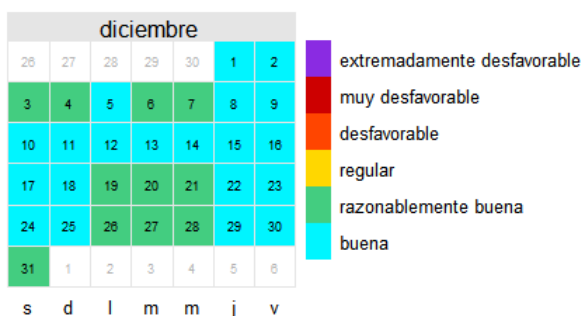 diciembre
26 27 28 29 30 1 2
3 4 5 6 7 8 9
10 11 12 13 14 15 16
17 18 19 20 21 22 23
24 25 26 27 28 29 30
31 1 2 3 4 5 6
s d l m m j v
extremadamente desfavorable
muy desfavorable
desfavorable
regular
razonablemente buena
buena